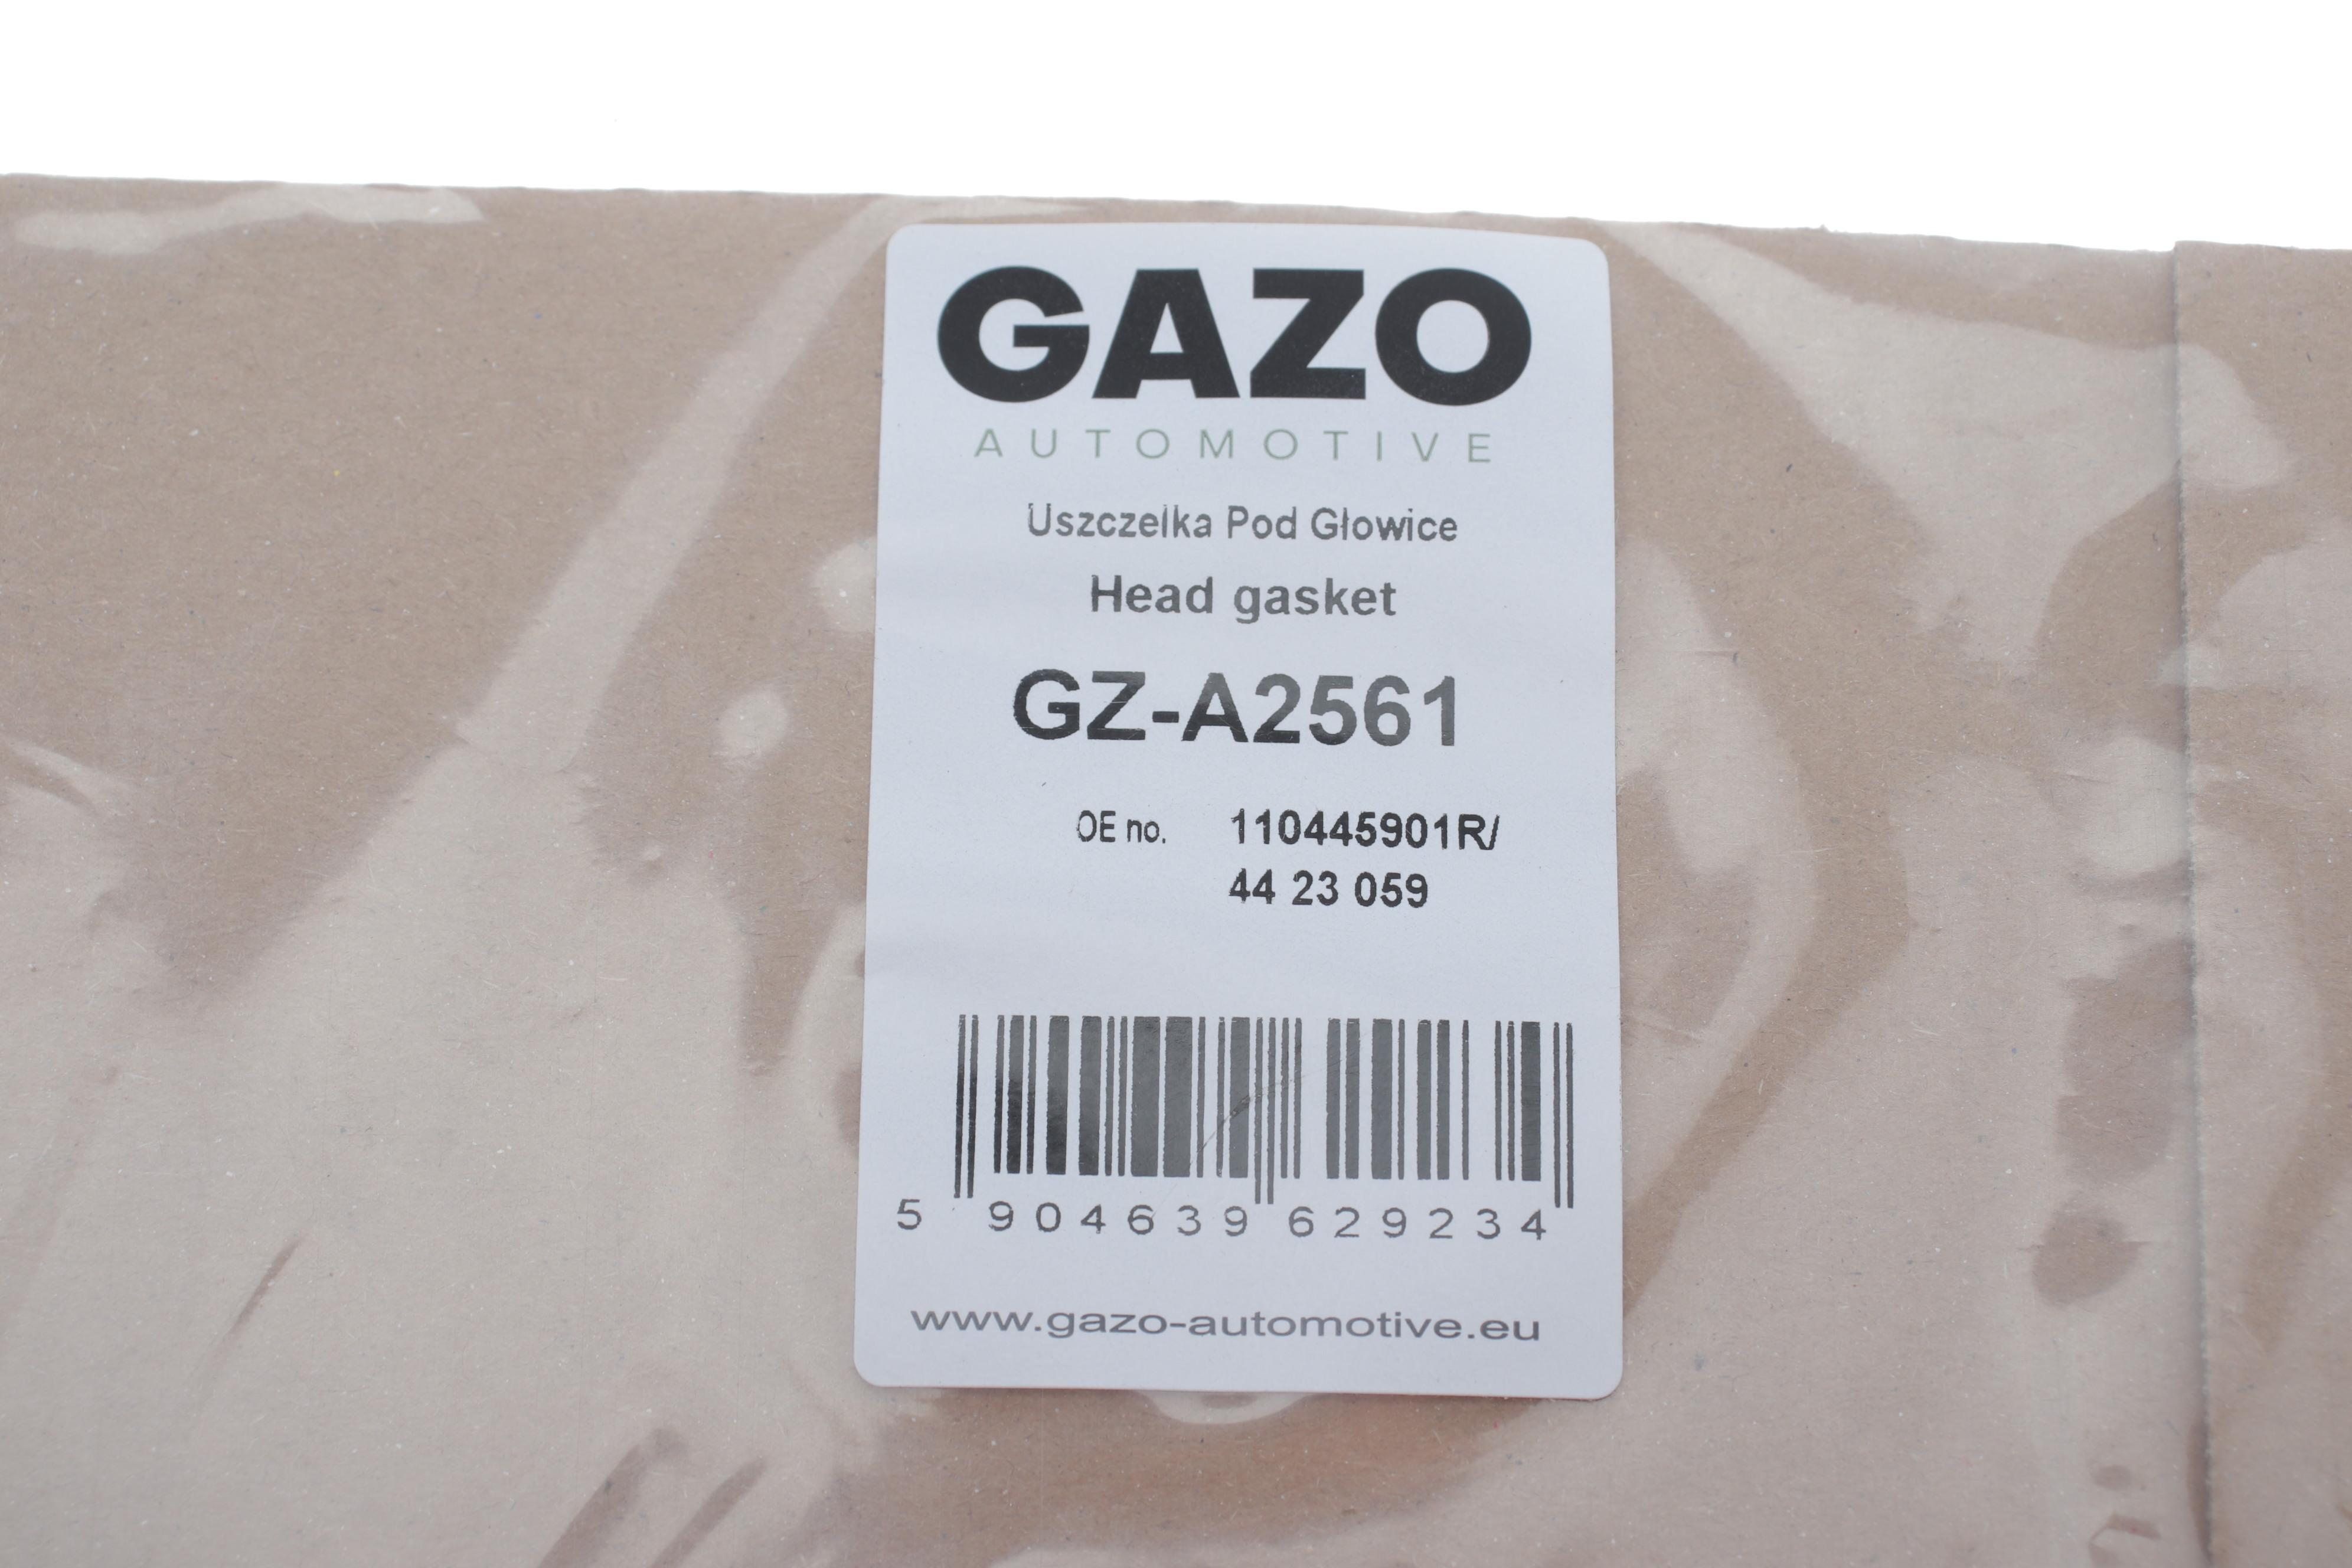 GAZO
AUTOMOTIVE
Uszczelka Pod Głowice
Head gasket
GZ-A2561
OE no. 110445901R/
44 23 059
5 904639 629234
www.gazo-automotive.eu